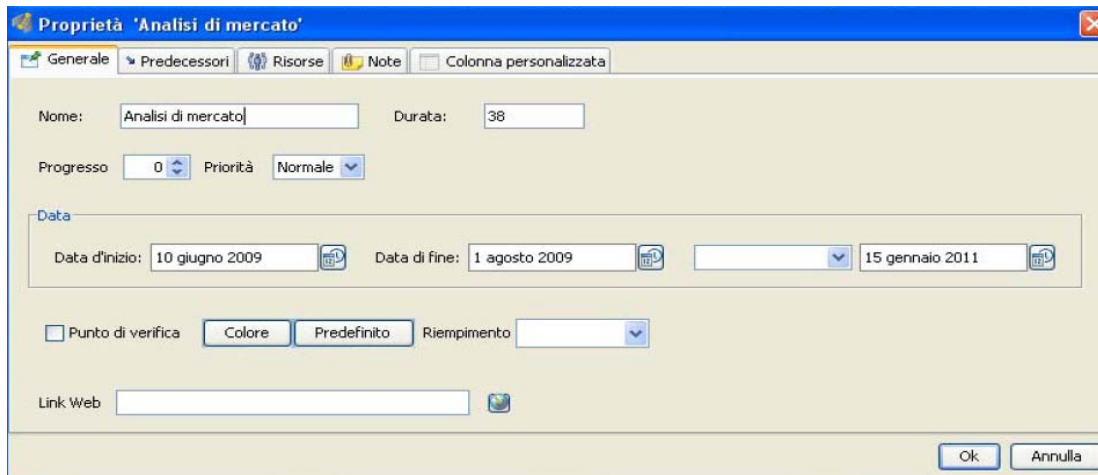 Proprietà 'Analisi di mercato'
Generale Predecessori Risorse Note Colonna personalizzata
Nome: Analisi di mercato Durata: 38
Progresso 0 Priorità Normale
Data
Data d'inizio: 10 giugno 2009 Data di fine: 1 agosto 2009 15 gennaio 2011
Punto di verifica Colore Predefinito Riempimento
Link Web
Ok Annulla